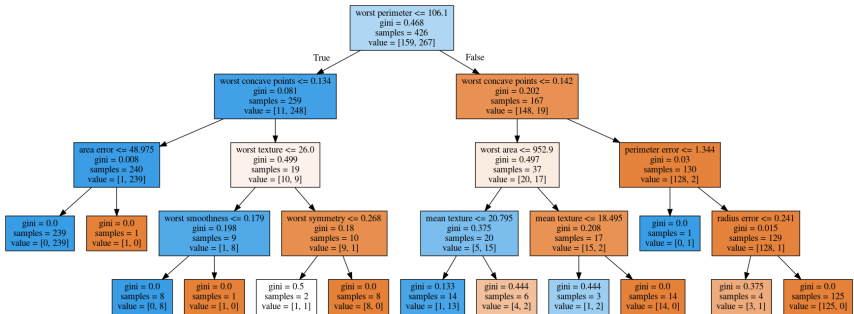 worst perimeter <= 106.1
gini = 0.468
samples = 426
value = [159, 267]
True
False
worst concave points <= 0.134
gini = 0.081
samples = 259
value = [11, 248]
worst concave points <= 0.142
gini = 0.202
samples = 167
value = [148, 19]
area error <= 48.975
gini = 0.008
samples = 240
value = [1, 239]
worst texture <= 26.0
gini = 0.499
samples = 19
value = [10, 9]
worst area <= 952.9
gini = 0.497
samples = 37
value = [20, 17]
perimeter error <= 1.344
gini = 0.03
samples = 130
value = [128, 2]
gini = 0.0
samples = 239
value = [0, 239]
gini = 0.0
samples = 1
value = [1, 0]
worst smoothness <= 0.179
gini = 0.198
samples = 9
value = [1, 8]
worst symmetry <= 0.268
gini = 0.18
samples = 10
value = [9, 1]
mean texture <= 20.795
gini = 0.375
samples = 20
value = [5, 15]
mean texture <= 18.495
gini = 0.208
samples = 17
value = [15, 2]
gini = 0.0
samples = 1
value = [0, 1]
radius error <= 0.241
gini = 0.015
samples = 129
value = [128, 1]
gini = 0.0
samples = 8
value = [0, 8]
gini = 0.0
samples = 1
value = [1, 0]
gini = 0.5
samples = 2
value = [1, 1]
gini = 0.0
samples = 8
value = [8, 0]
gini = 0.133
samples = 14
value = [1, 13]
gini = 0.444
samples = 6
value = [4, 2]
gini = 0.444
samples = 3
value = [1, 2]
gini = 0.0
samples = 14
value = [14, 0]
gini = 0.375
samples = 4
value = [3, 1]
gini = 0.0
samples = 125
value = [125, 0]